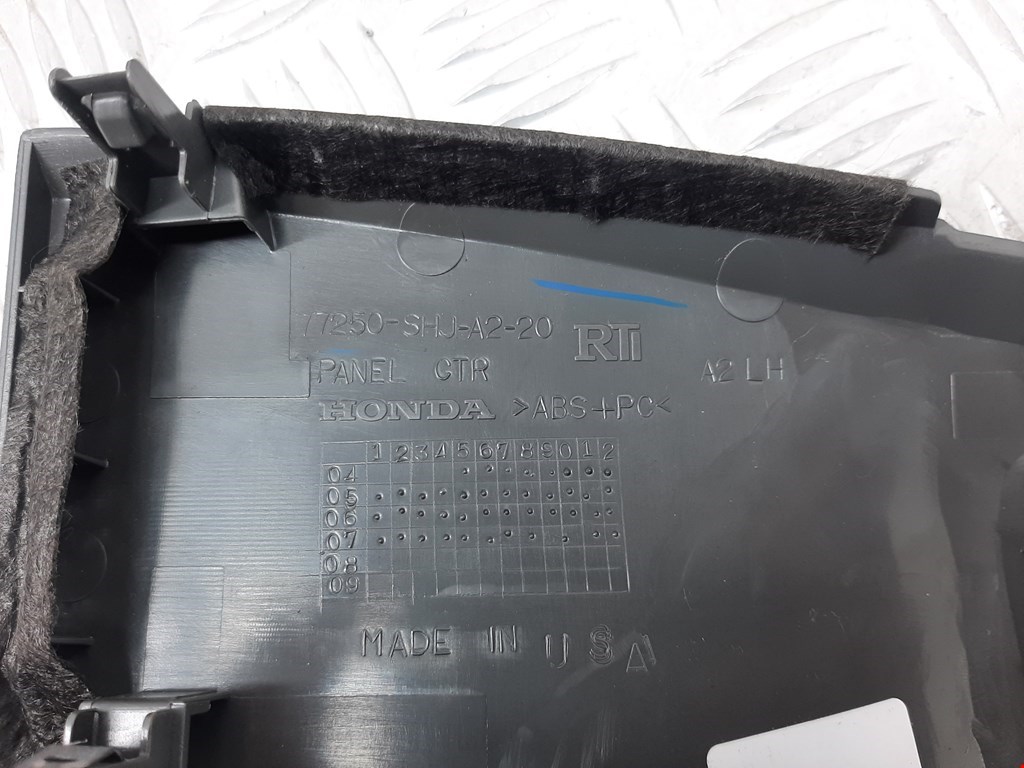 77250-SHJ-A2-20 RTi
PANEL CTR A2 LH
HONDA >ABS+PC<
1 2 3 4 5 6 7 8 9 0 1 2
04
05
06
07
08
09
MADE IN USA